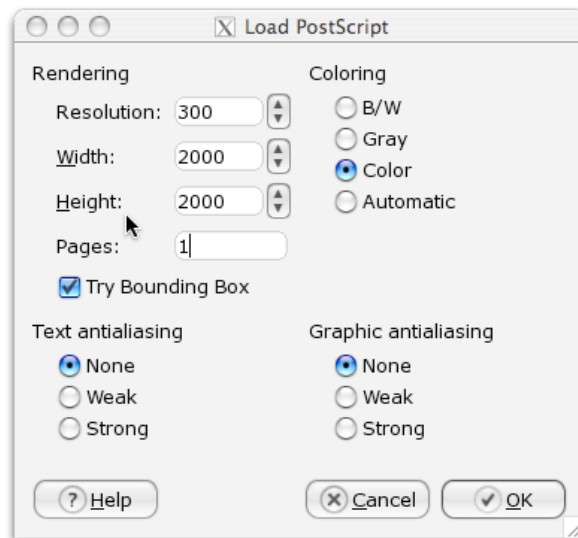 Load PostScript
Rendering
Resolution: 300
Width: 2000
Height: 2000
Pages: 1
Try Bounding Box
Coloring
B/W
Gray
Color
Automatic
Text antialiasing
None
Weak
Strong
Graphic antialiasing
None
Weak
Strong
? Help
Cancel
OK